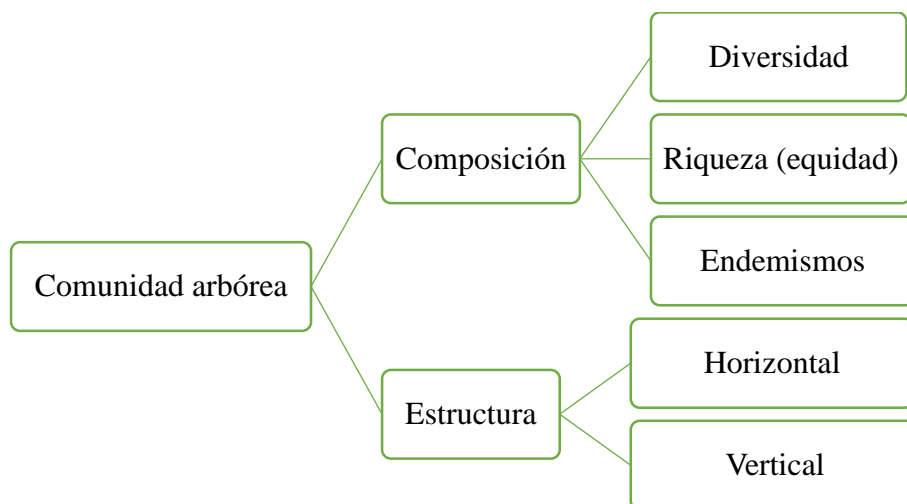 Comunidad arbórea
Composición
Diversidad
Riqueza (equidad)
Endemismos
Estructura
Horizontal
Vertical